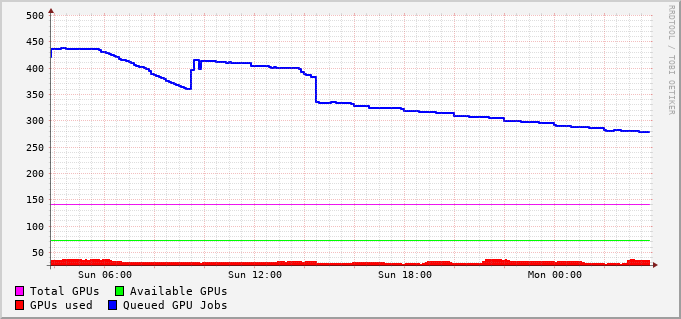 500
450
400
350
300
250
200
150
100
50
Sun 06:00 Sun 12:00 Sun 18:00 Mon 00:00
Total GPUs Available GPUs
GPUs used Queued GPU Jobs
RRDTOOL / TOBI OETIKER